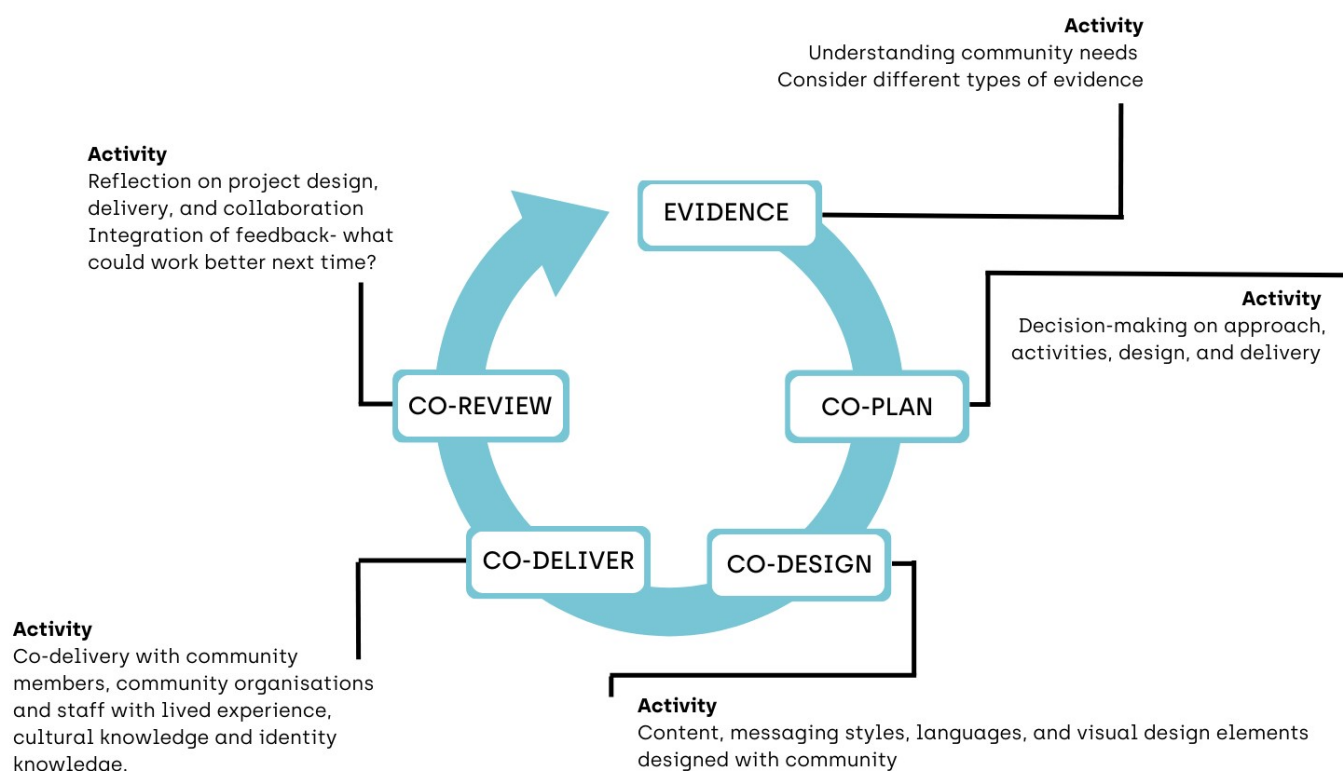 Activity
Understanding community needs
Consider different types of evidence
Activity
Reflection on project design,
delivery, and collaboration
Integration of feedback- what
could work better next time?
EVIDENCE
Activity
Decision-making on approach,
activities, design, and delivery
CO-REVIEW
CO-PLAN
CO-DELIVER
CO-DESIGN
Activity
Co-delivery with community
members, community organisations
and staff with lived experience,
cultural knowledge and identity
knowledge.
Activity
Content, messaging styles, languages, and visual design elements
designed with community